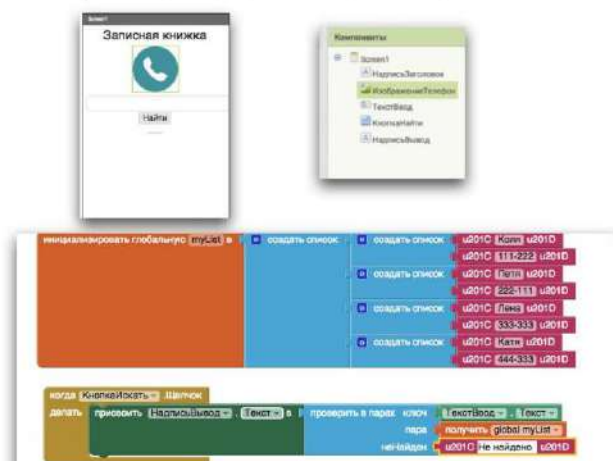 Screen1
Записная книжка
Найти
Компоненты
Screen1
НадписьЗаголовок
ИзображениеТелефон
ТекстВвод
КнопкаНайти
НадписьВывод
инициализировать глобальную myList в создать список создать список u201C Коля u201D
u201C 111-222 u201D
создать список u201C Петя u201D
u201C 222-111 u201D
создать список u201C Лена u201D
u201C 333-333 u201D
создать список u201C Катя u201D
u201C 444-333 u201D
когда КнопкаИскать .Щелчок
делать присвоить НадписьВывод . Текст в проверить в парах ключ ТекстВвод . Текст
пара получить global myList
неНайден u201C Не найдено u201D